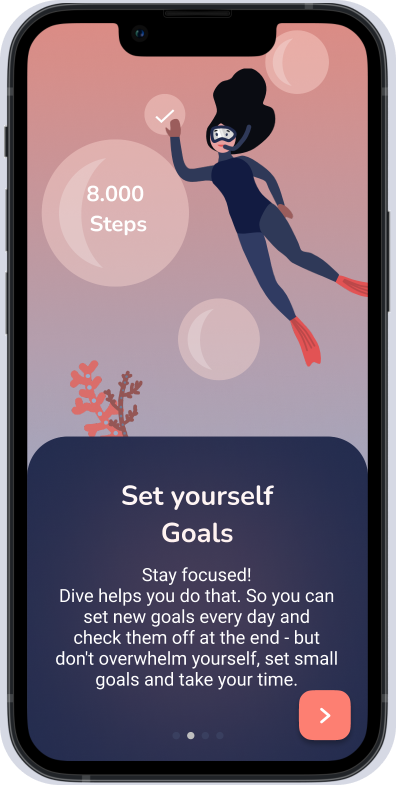 8.000
Steps
Set yourself
Goals
Stay focused!
Dive helps you do that. So you can
set new goals every day and
check them off at the end - but
don't overwhelm yourself, set small
goals and take your time.